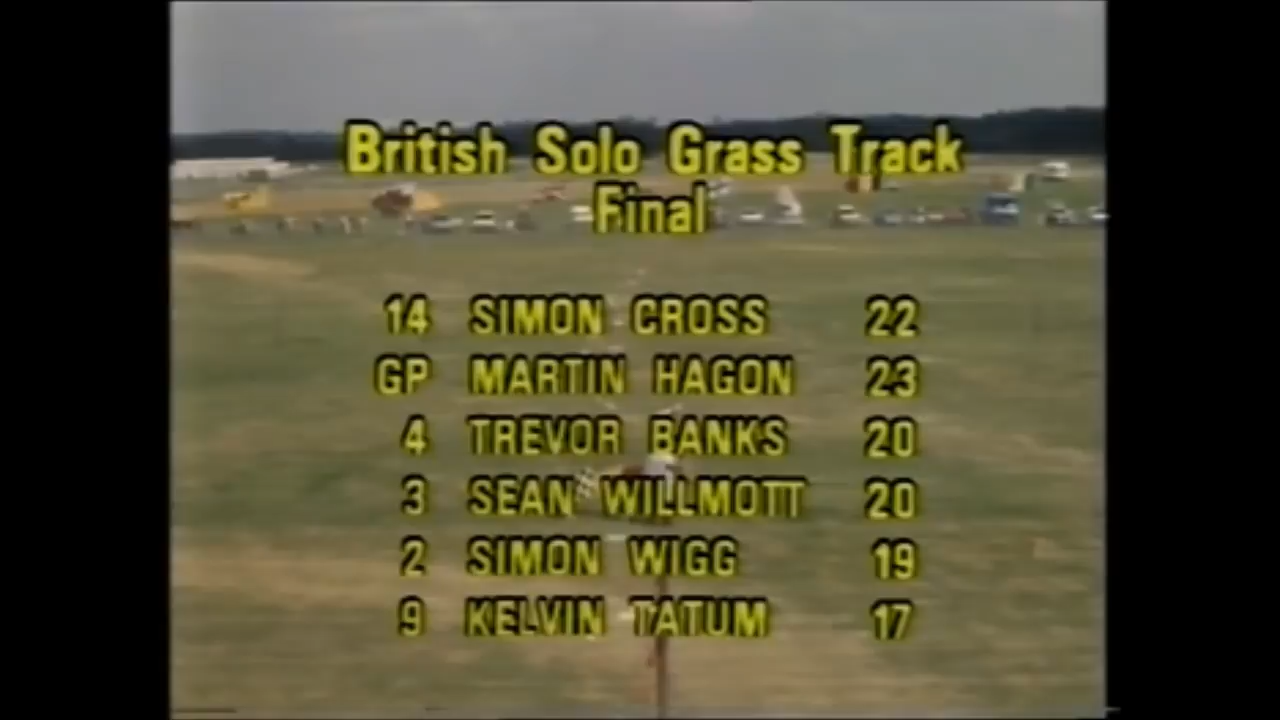 British Solo Grass Track
Final
14 SIMON CROSS 22
GP MARTIN HAGON 23
4 TREVOR BANKS 20
3 SEAN WILLMOTT 20
2 SIMON WIGG 19
9 KELVIN TATUM 17